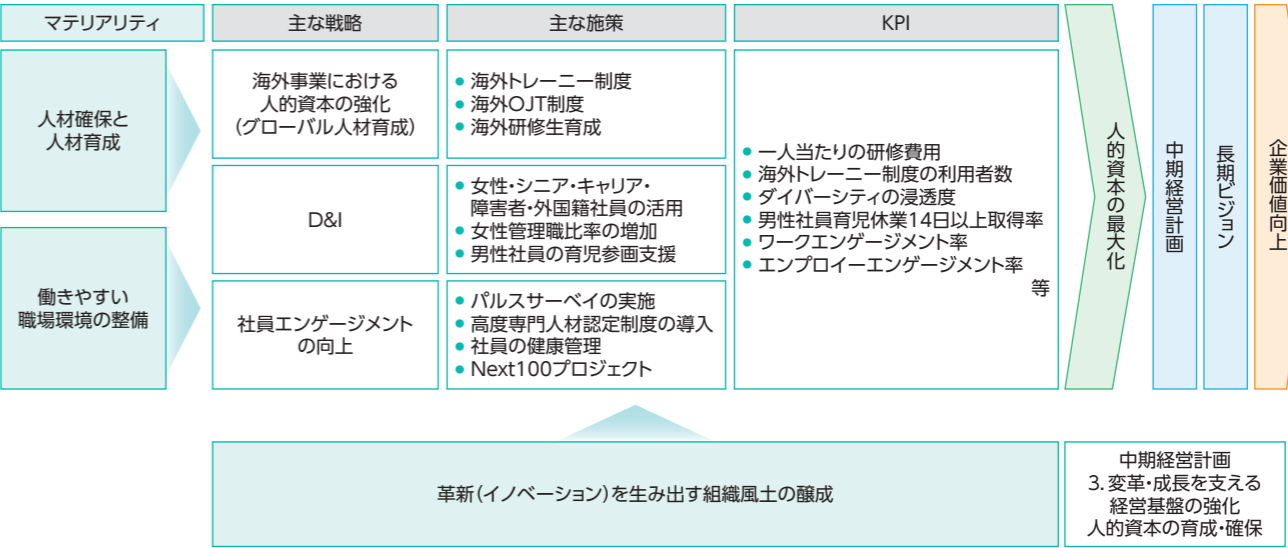 マテリアリティ
主な戦略
主な施策
KPI
人材確保と
人材育成
働きやすい
職場環境の整備
海外事業における
人的資本の強化
（グローバル人材育成）
● 海外トレーニー制度
● 海外OJT制度
● 海外研修生育成
D&I
● 女性・シニア・キャリア・
障害者・外国籍社員の活用
● 女性管理職比率の増加
● 男性社員の育児参画支援
社員エンゲージメント
の向上
● パルスサーベイの実施
● 高度専門人材認定制度の導入
● 社員の健康管理
● Next100プロジェクト
● 一人当たりの研修費用
● 海外トレーニー制度の利用者数
● ダイバーシティの浸透度
● 男性社員育児休業14日以上取得率
● ワークエンゲージメント率
● エンプロイーエンゲージメント率
等
人的資本の最大化
中期経営計画
長期ビジョン
企業価値向上
革新（イノベーション）を生み出す組織風土の醸成
中期経営計画
3. 変革・成長を支える
経営基盤の強化
人的資本の育成・確保